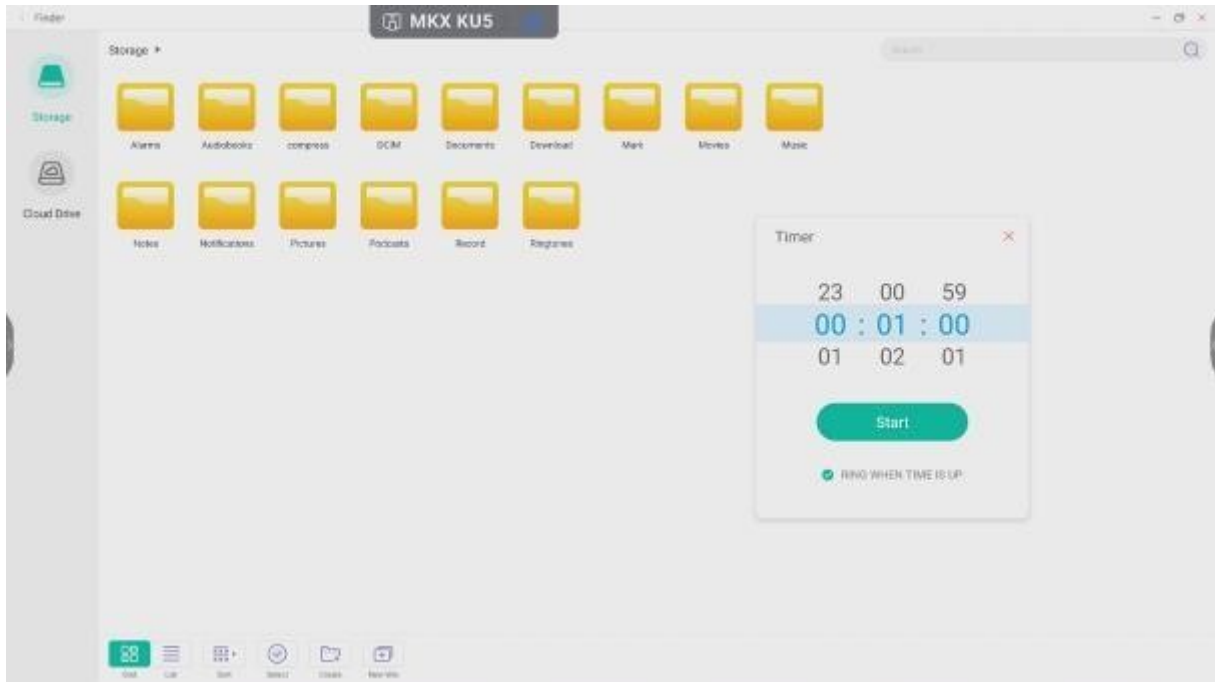 Finder
MKX KU5
Storage
Storage
Cloud Drive
Alarms
Audiobooks
compress
DCIM
Documents
Download
Mark
Movies
Music
Notes
Notifications
Pictures
Podcasts
Record
Ringtones
Timer
23 00 59
00 : 01 : 00
01 02 01
Start
RING WHEN TIME IS UP
List
Sort
Select
Create
New Win